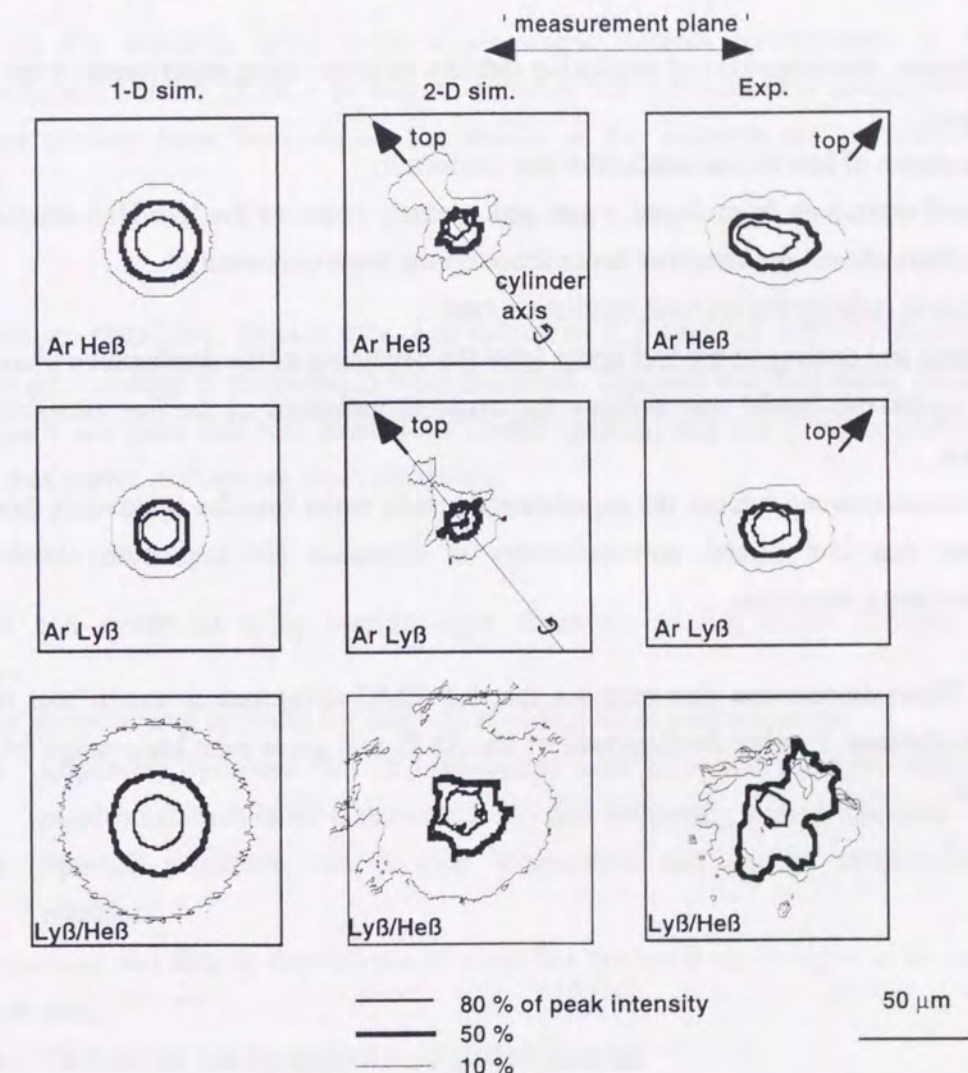 ' measurement plane '
1-D sim.
2-D sim.
Exp.
top
top
cylinder
axis
Ar Heß
Ar Heß
Ar Heß
top
top
Ar Lyß
Ar Lyß
Ar Lyß
Lyß/Heß
Lyß/Heß
Lyß/Heß
80 % of peak intensity
50 %
10 %
50 µm